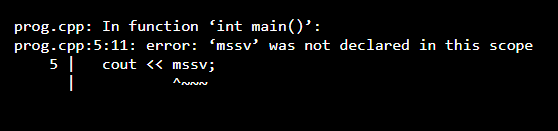 prog.cpp: In function ‘int main()’:
prog.cpp:5:11: error: ‘mssv’ was not declared in this scope
    5 |   cout << mssv;
      |           ^~~~